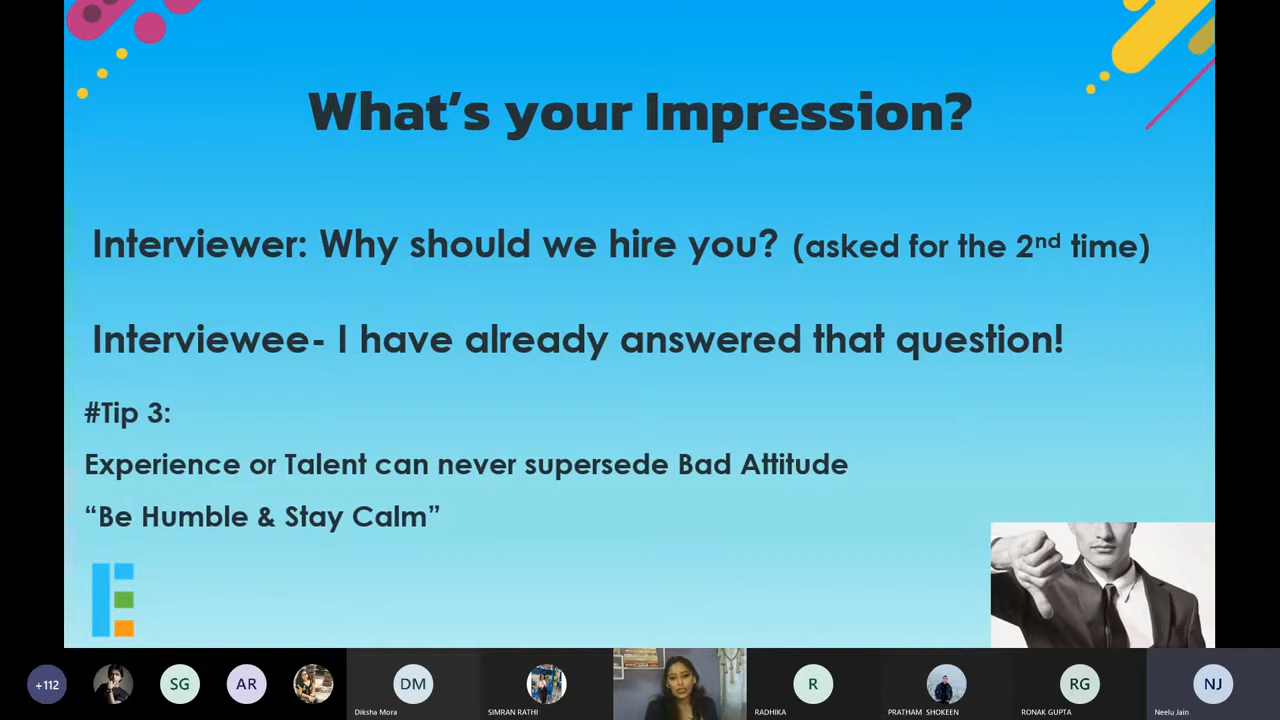 What's your Impression?
Interviewer: Why should we hire you? (asked for the 2nd time)
Interviewee- I have already answered that question!
#Tip 3:
Experience or Talent can never supersede Bad Attitude
“Be Humble & Stay Calm”
+112
SG
AR
DM
R
RG
NJ
Diksha Mora
SIMRAN RATHI
RADHIKA
PRATHAM SHOKEEN
RONAK GUPTA
Neelu Jain